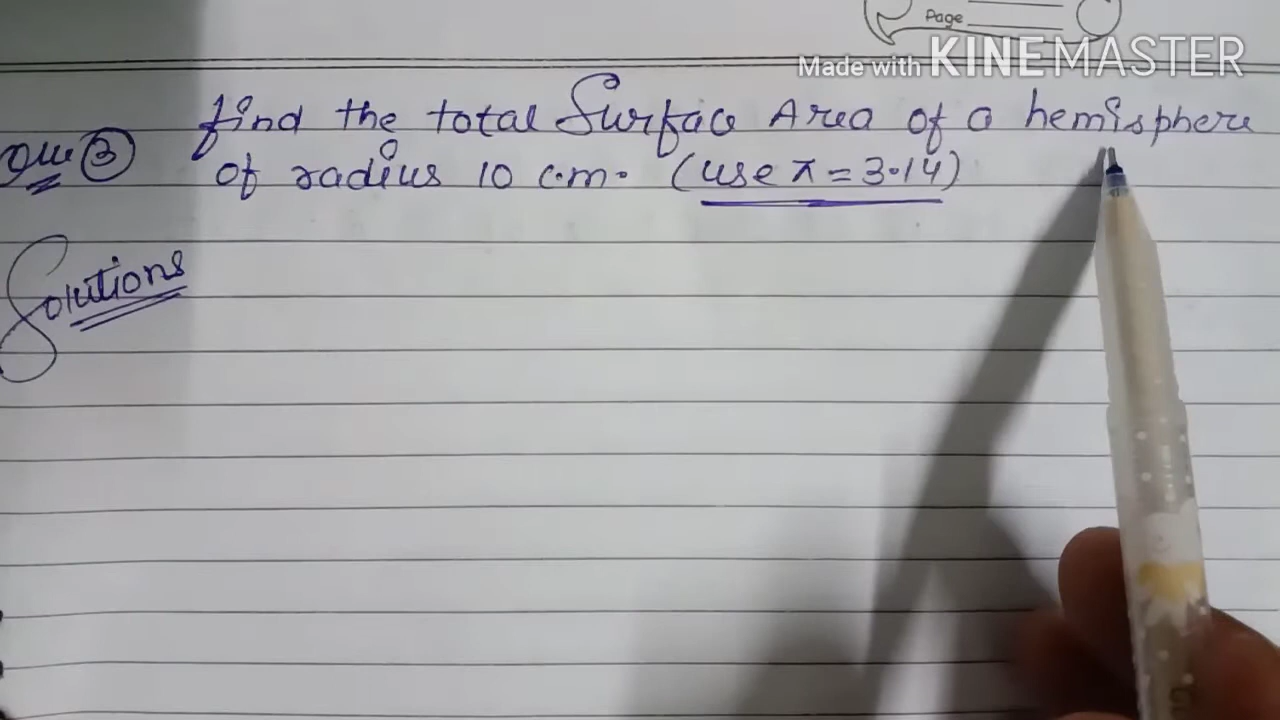 Page
Made with KINEMASTER
Que 3 find the total Surface Area of a hemisphere
of radius 10 c.m. (use π = 3.14)
Solutions